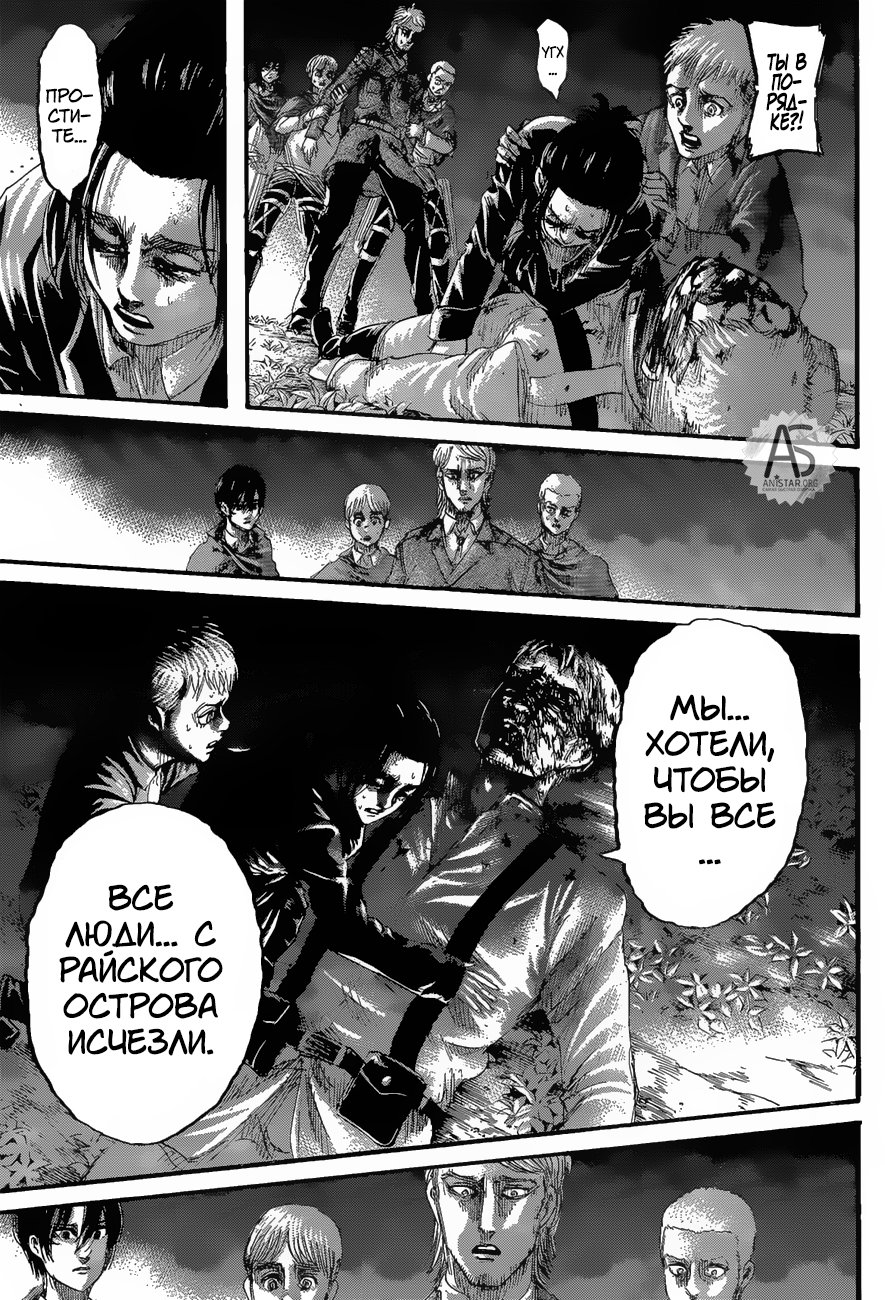 ТЫ В
ПО-
РЯД-
КЕ?!
УГХ
...
ПРО-
СТИ-
ТЕ...
AS
ANISTAR.ORG
МЫ...
ХОТЕЛИ,
ЧТОБЫ
ВЫ ВСЕ
...
ВСЕ
ЛЮДИ... С
РАЙСКОГО
ОСТРОВА
ИСЧЕЗЛИ.